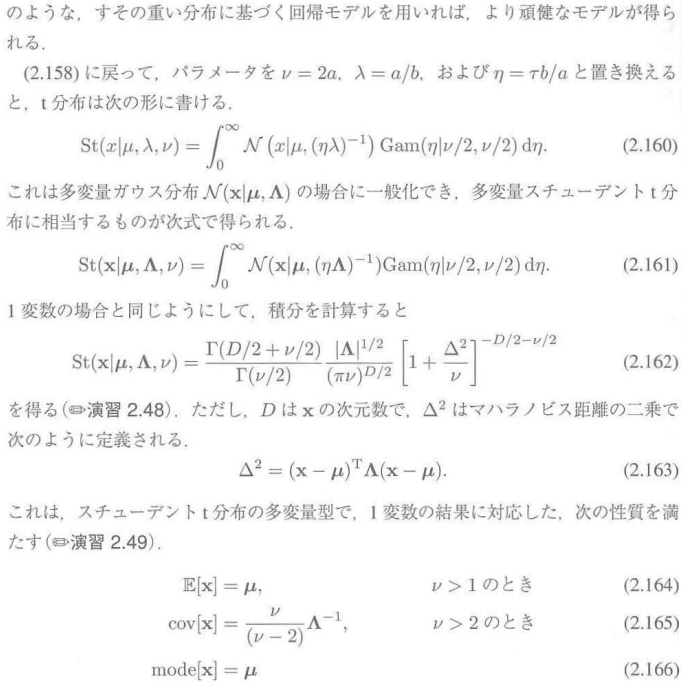 のような，すその重い分布に基づく回帰モデルを用いれば，より頑健なモデルが得ら
れる．
(2.158) に戻って，パラメータを ν = 2a，λ = a/b，および η = τb/a と置き換える
と，t 分布は次の形に書ける．
St(x|μ, λ, ν) = ∫₀^∞ 𝒩(x|μ, (ηλ)⁻¹) Gam(η|ν/2, ν/2) dη. (2.160)
これは多変量ガウス分布 𝒩(x|μ, Λ) の場合に一般化でき，多変量スチューデント t 分
布に相当するものが次式で得られる．
St(x|μ, Λ, ν) = ∫₀^∞ 𝒩(x|μ, (ηΛ)⁻¹)Gam(η|ν/2, ν/2) dη. (2.161)
1 変数の場合と同じようにして，積分を計算すると
St(x|μ, Λ, ν) = Γ(D/2 + ν/2)/Γ(ν/2) |Λ|^{1/2}/(πν)^{D/2} [1 + Δ²/ν]^{−D/2−ν/2} (2.162)
を得る(✏演習 2.48)．ただし，D は x の次元数で，Δ² はマハラノビス距離の二乗で
次のように定義される．
Δ² = (x − μ)ᵀΛ(x − μ). (2.163)
これは，スチューデント t 分布の多変量型で，1 変数の結果に対応した，次の性質を満
たす(✏演習 2.49)．
𝔼[x] = μ, ν > 1 のとき (2.164)
cov[x] = ν/(ν − 2) Λ⁻¹, ν > 2 のとき (2.165)
mode[x] = μ (2.166)